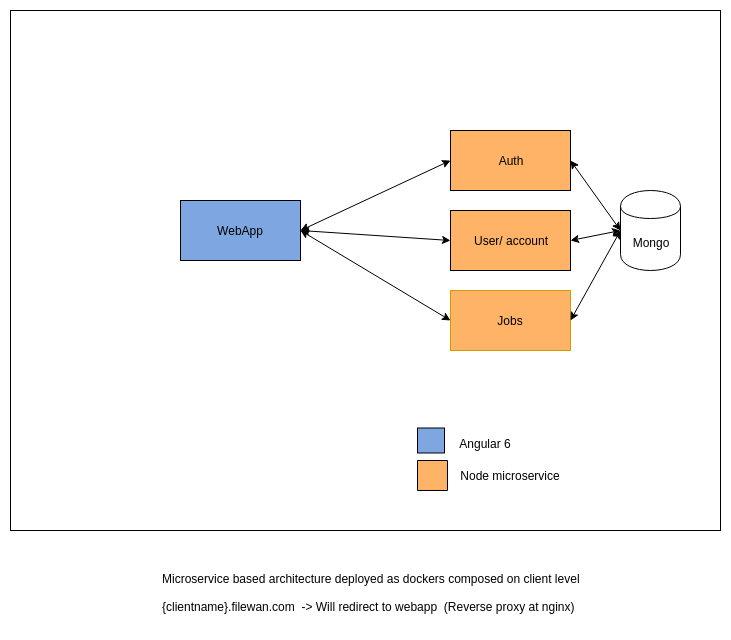 Auth
WebApp
User/ account
Mongo
Jobs
Angular 6
Node microservice
Microservice based architecture deployed as dockers composed on client level
{clientname}.filewan.com -> Will redirect to webapp (Reverse proxy at nginx)